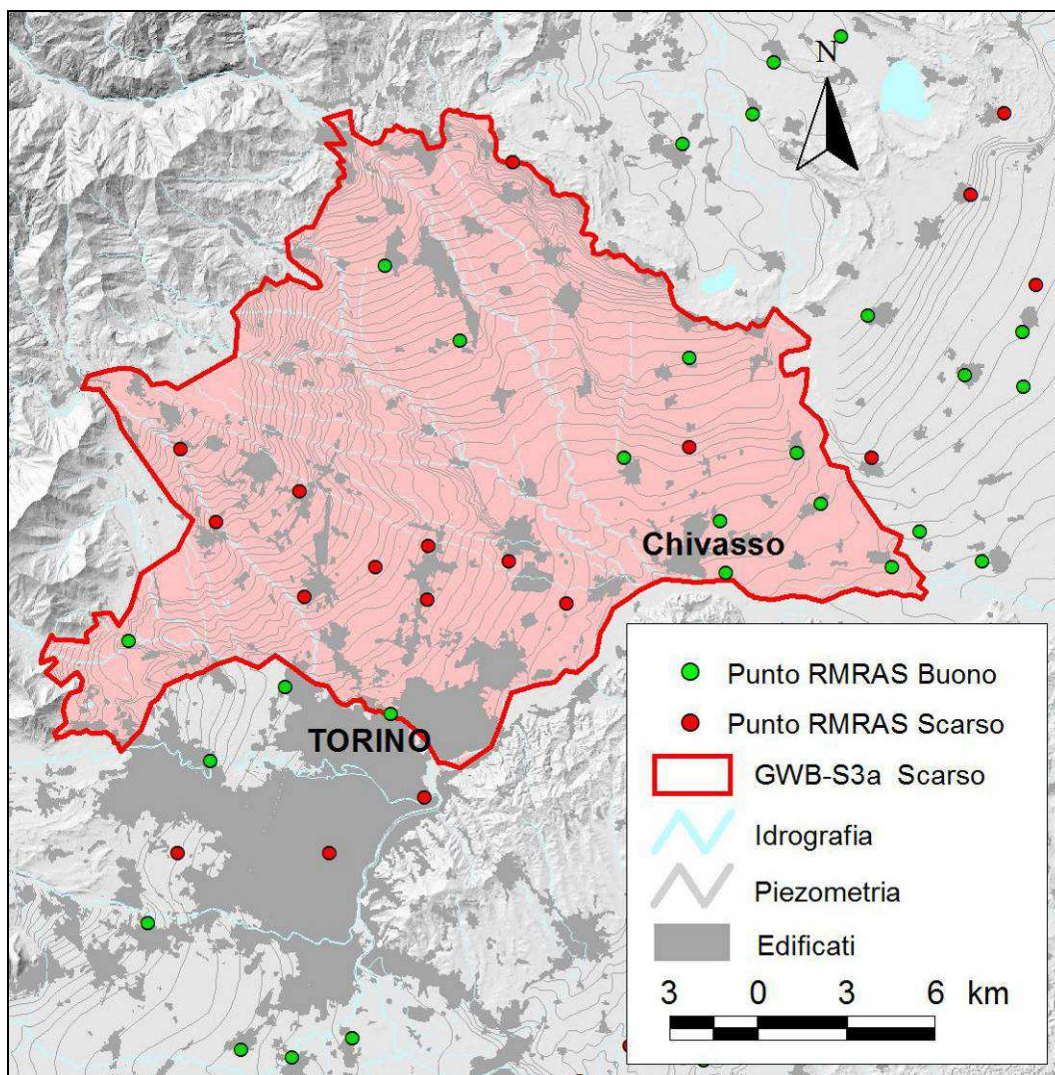 N
Chivasso
TORINO
Punto RMRAS Buono
Punto RMRAS Scarso
GWB-S3a Scarso
Idrografia
Piezometria
Edificati
3 0 3 6 km